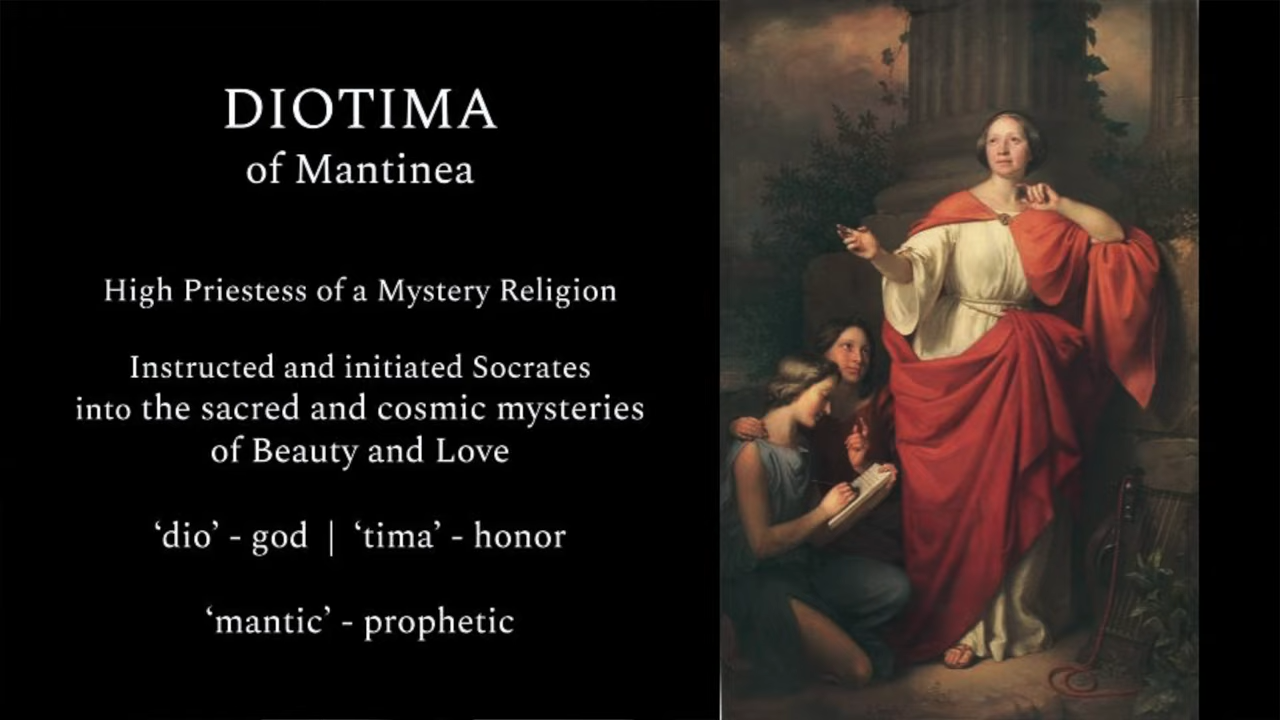 DIOTIMA
of Mantinea
High Priestess of a Mystery Religion
Instructed and initiated Socrates
into the sacred and cosmic mysteries
of Beauty and Love
‘dio’ - god | ‘tima’ - honor
‘mantic’ - prophetic